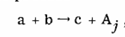 a + b → c + A_j,